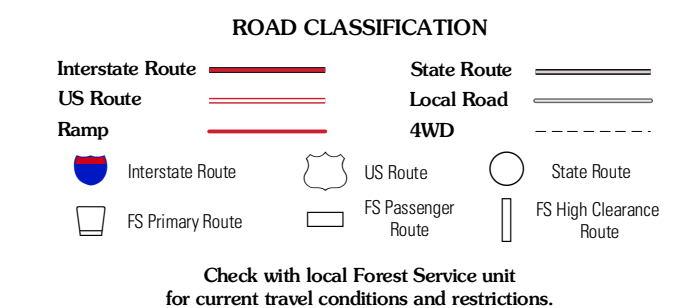 ROAD CLASSIFICATION
Interstate Route
State Route
US Route
Local Road
Ramp
4WD
Interstate Route
US Route
State Route
FS Primary Route
FS Passenger
Route
FS High Clearance
Route
Check with local Forest Service unit
for current travel conditions and restrictions.